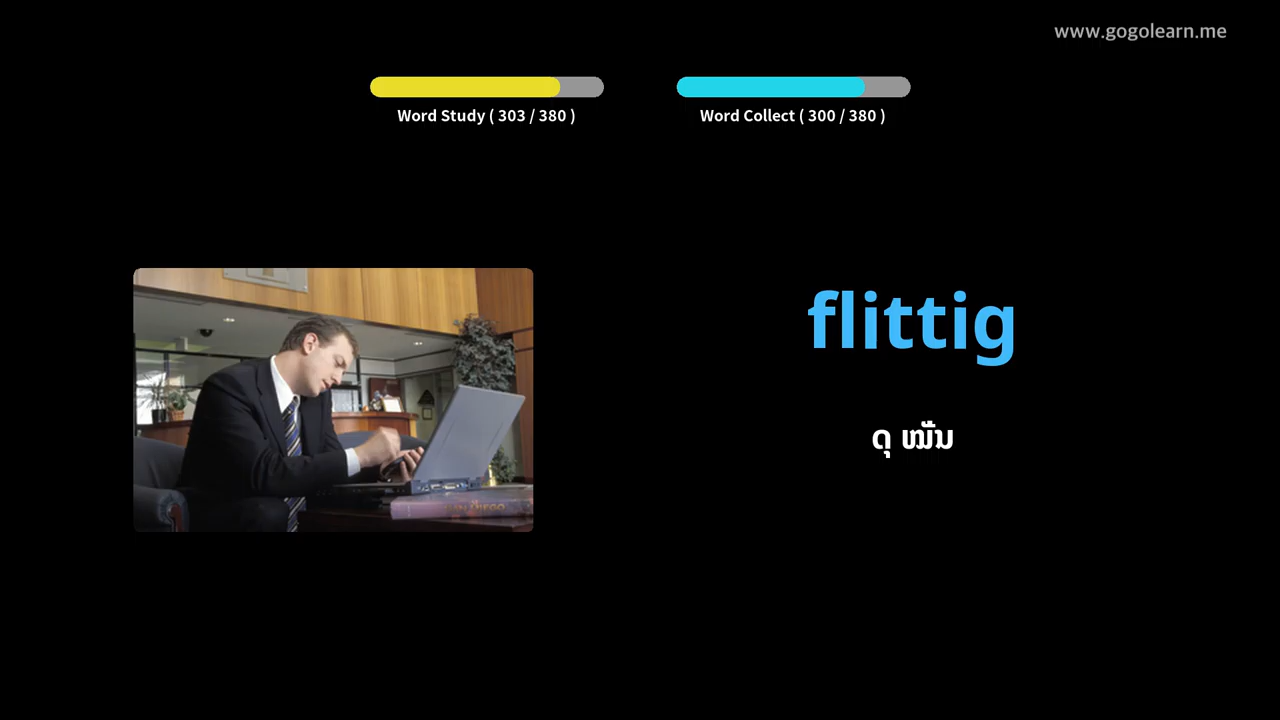 www.gogolearn.me
Word Study ( 303 / 380 )
Word Collect ( 300 / 380 )
flittig
ດຸ ໝັ່ນ